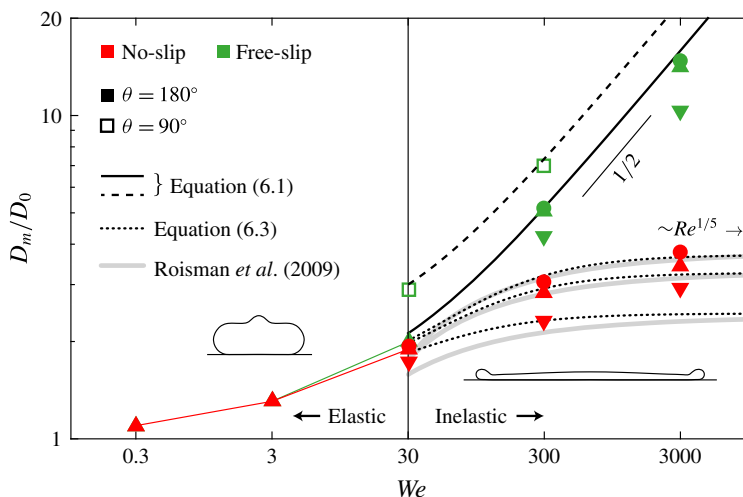 20
10
1
D_m/D_0
No-slip
Free-slip
θ = 180°
θ = 90°
} Equation (6.1)
Equation (6.3)
Roisman et al. (2009)
1/2
~Re^{1/5} →
← Elastic
Inelastic →
0.3
3
30
300
3000
We